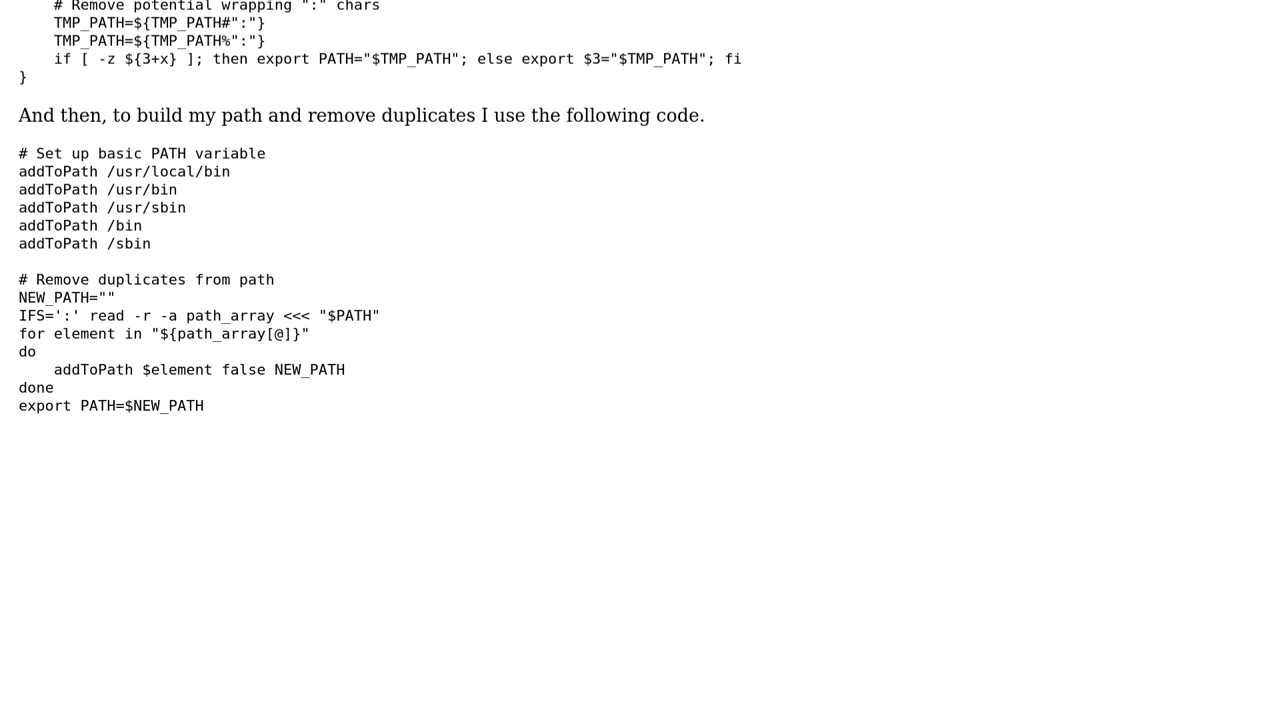 # Remove potential wrapping ":" chars
    TMP_PATH=${TMP_PATH#":"}
    TMP_PATH=${TMP_PATH%":"}
    if [ -z ${3+x} ]; then export PATH="$TMP_PATH"; else export $3="$TMP_PATH"; fi
}
And then, to build my path and remove duplicates I use the following code.
# Set up basic PATH variable
addToPath /usr/local/bin
addToPath /usr/bin
addToPath /usr/sbin
addToPath /bin
addToPath /sbin
# Remove duplicates from path
NEW_PATH=""
IFS=':' read -r -a path_array <<< "$PATH"
for element in "${path_array[@]}"
do
    addToPath $element false NEW_PATH
done
export PATH=$NEW_PATH